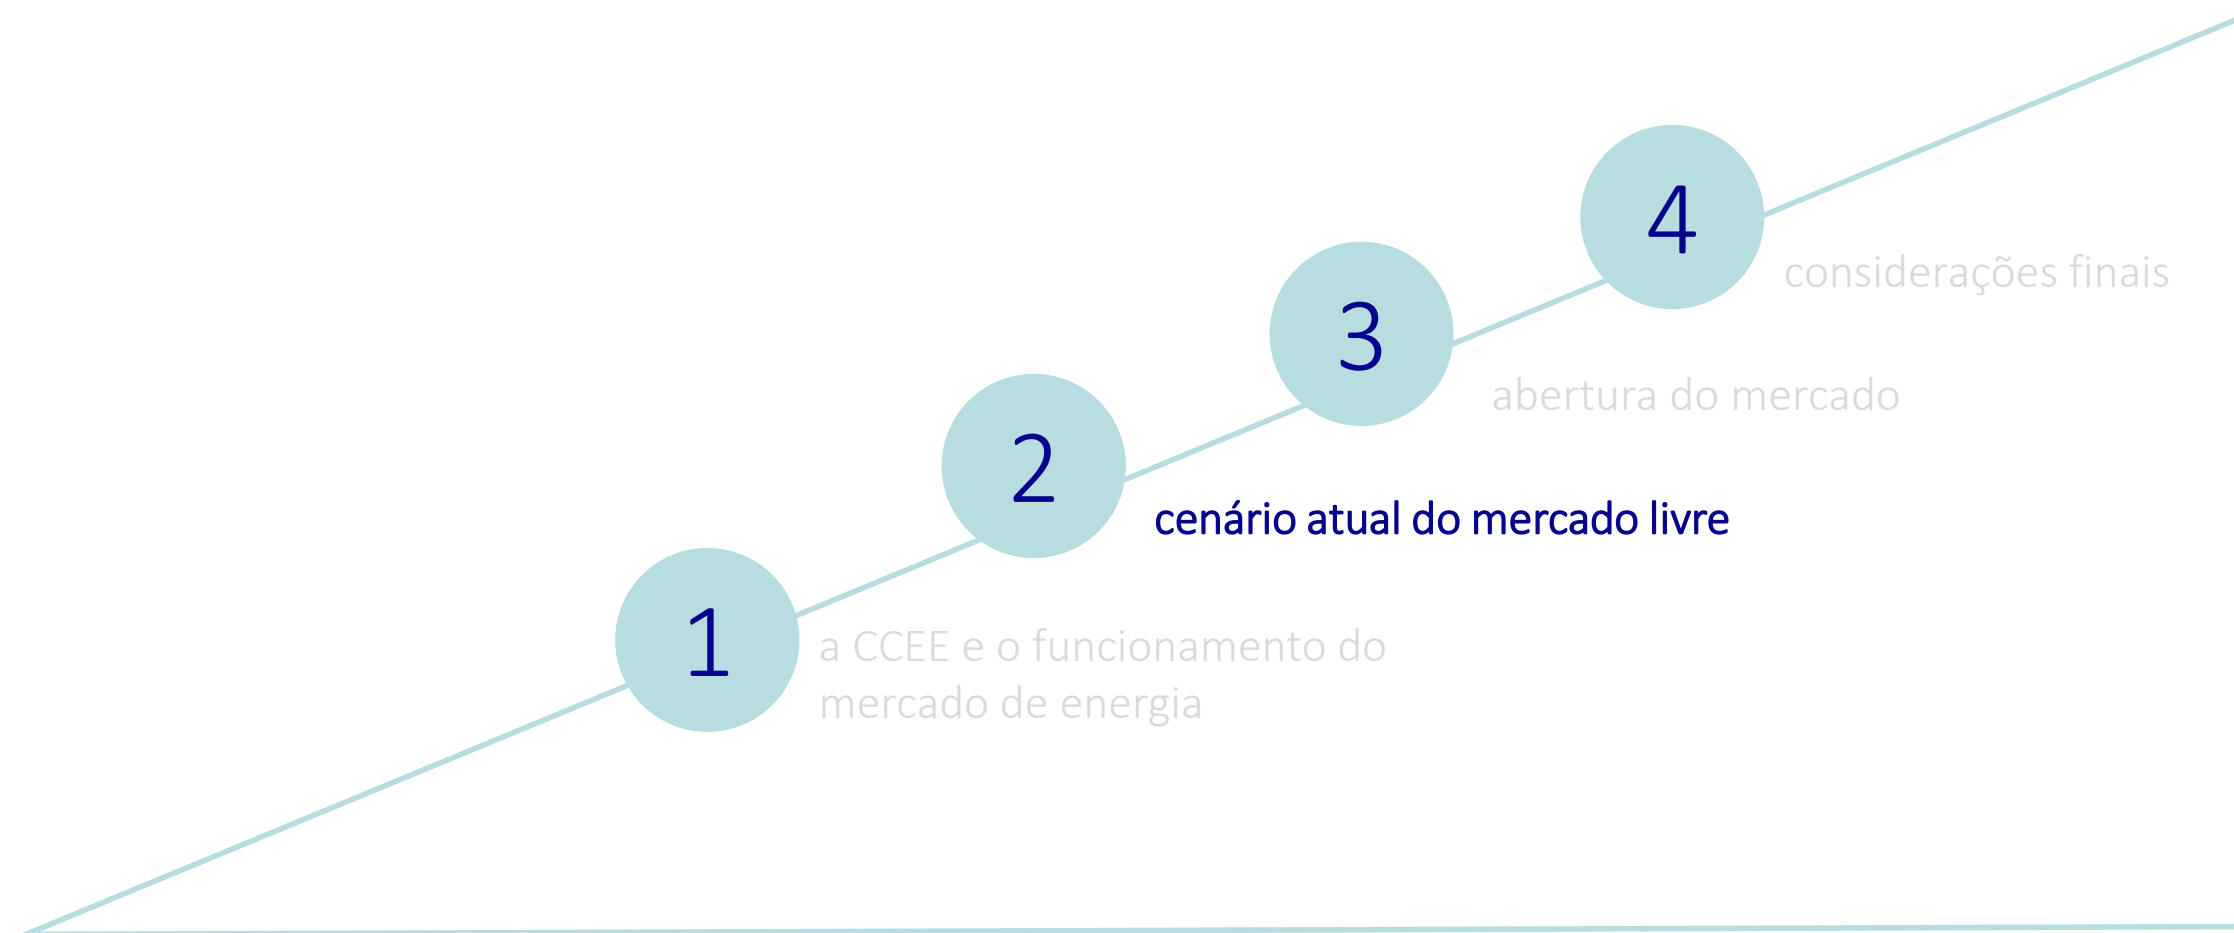 1
a CCEE e o funcionamento do
mercado de energia
2
cenário atual do mercado livre
3
abertura do mercado
4
considerações finais